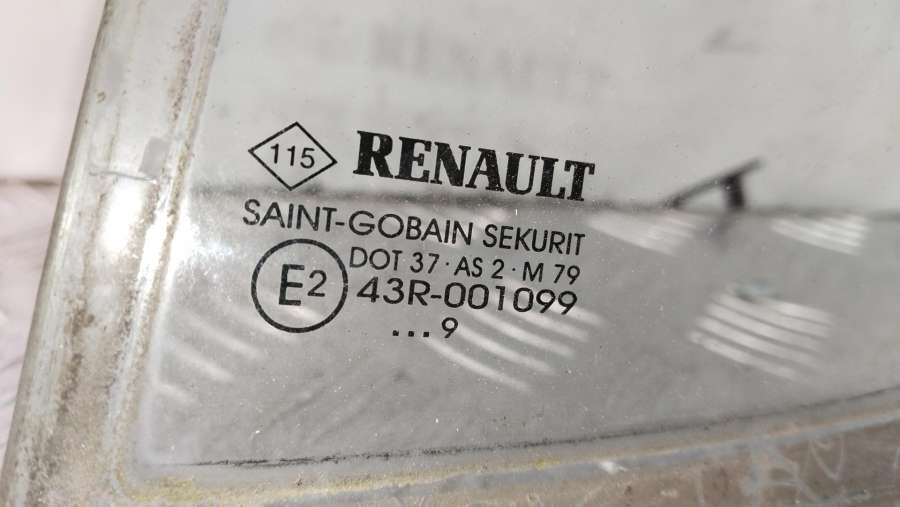 115 RENAULT
SAINT-GOBAIN SEKURIT
DOT 37 · AS 2 · M 79
E2 43R-001099
...9